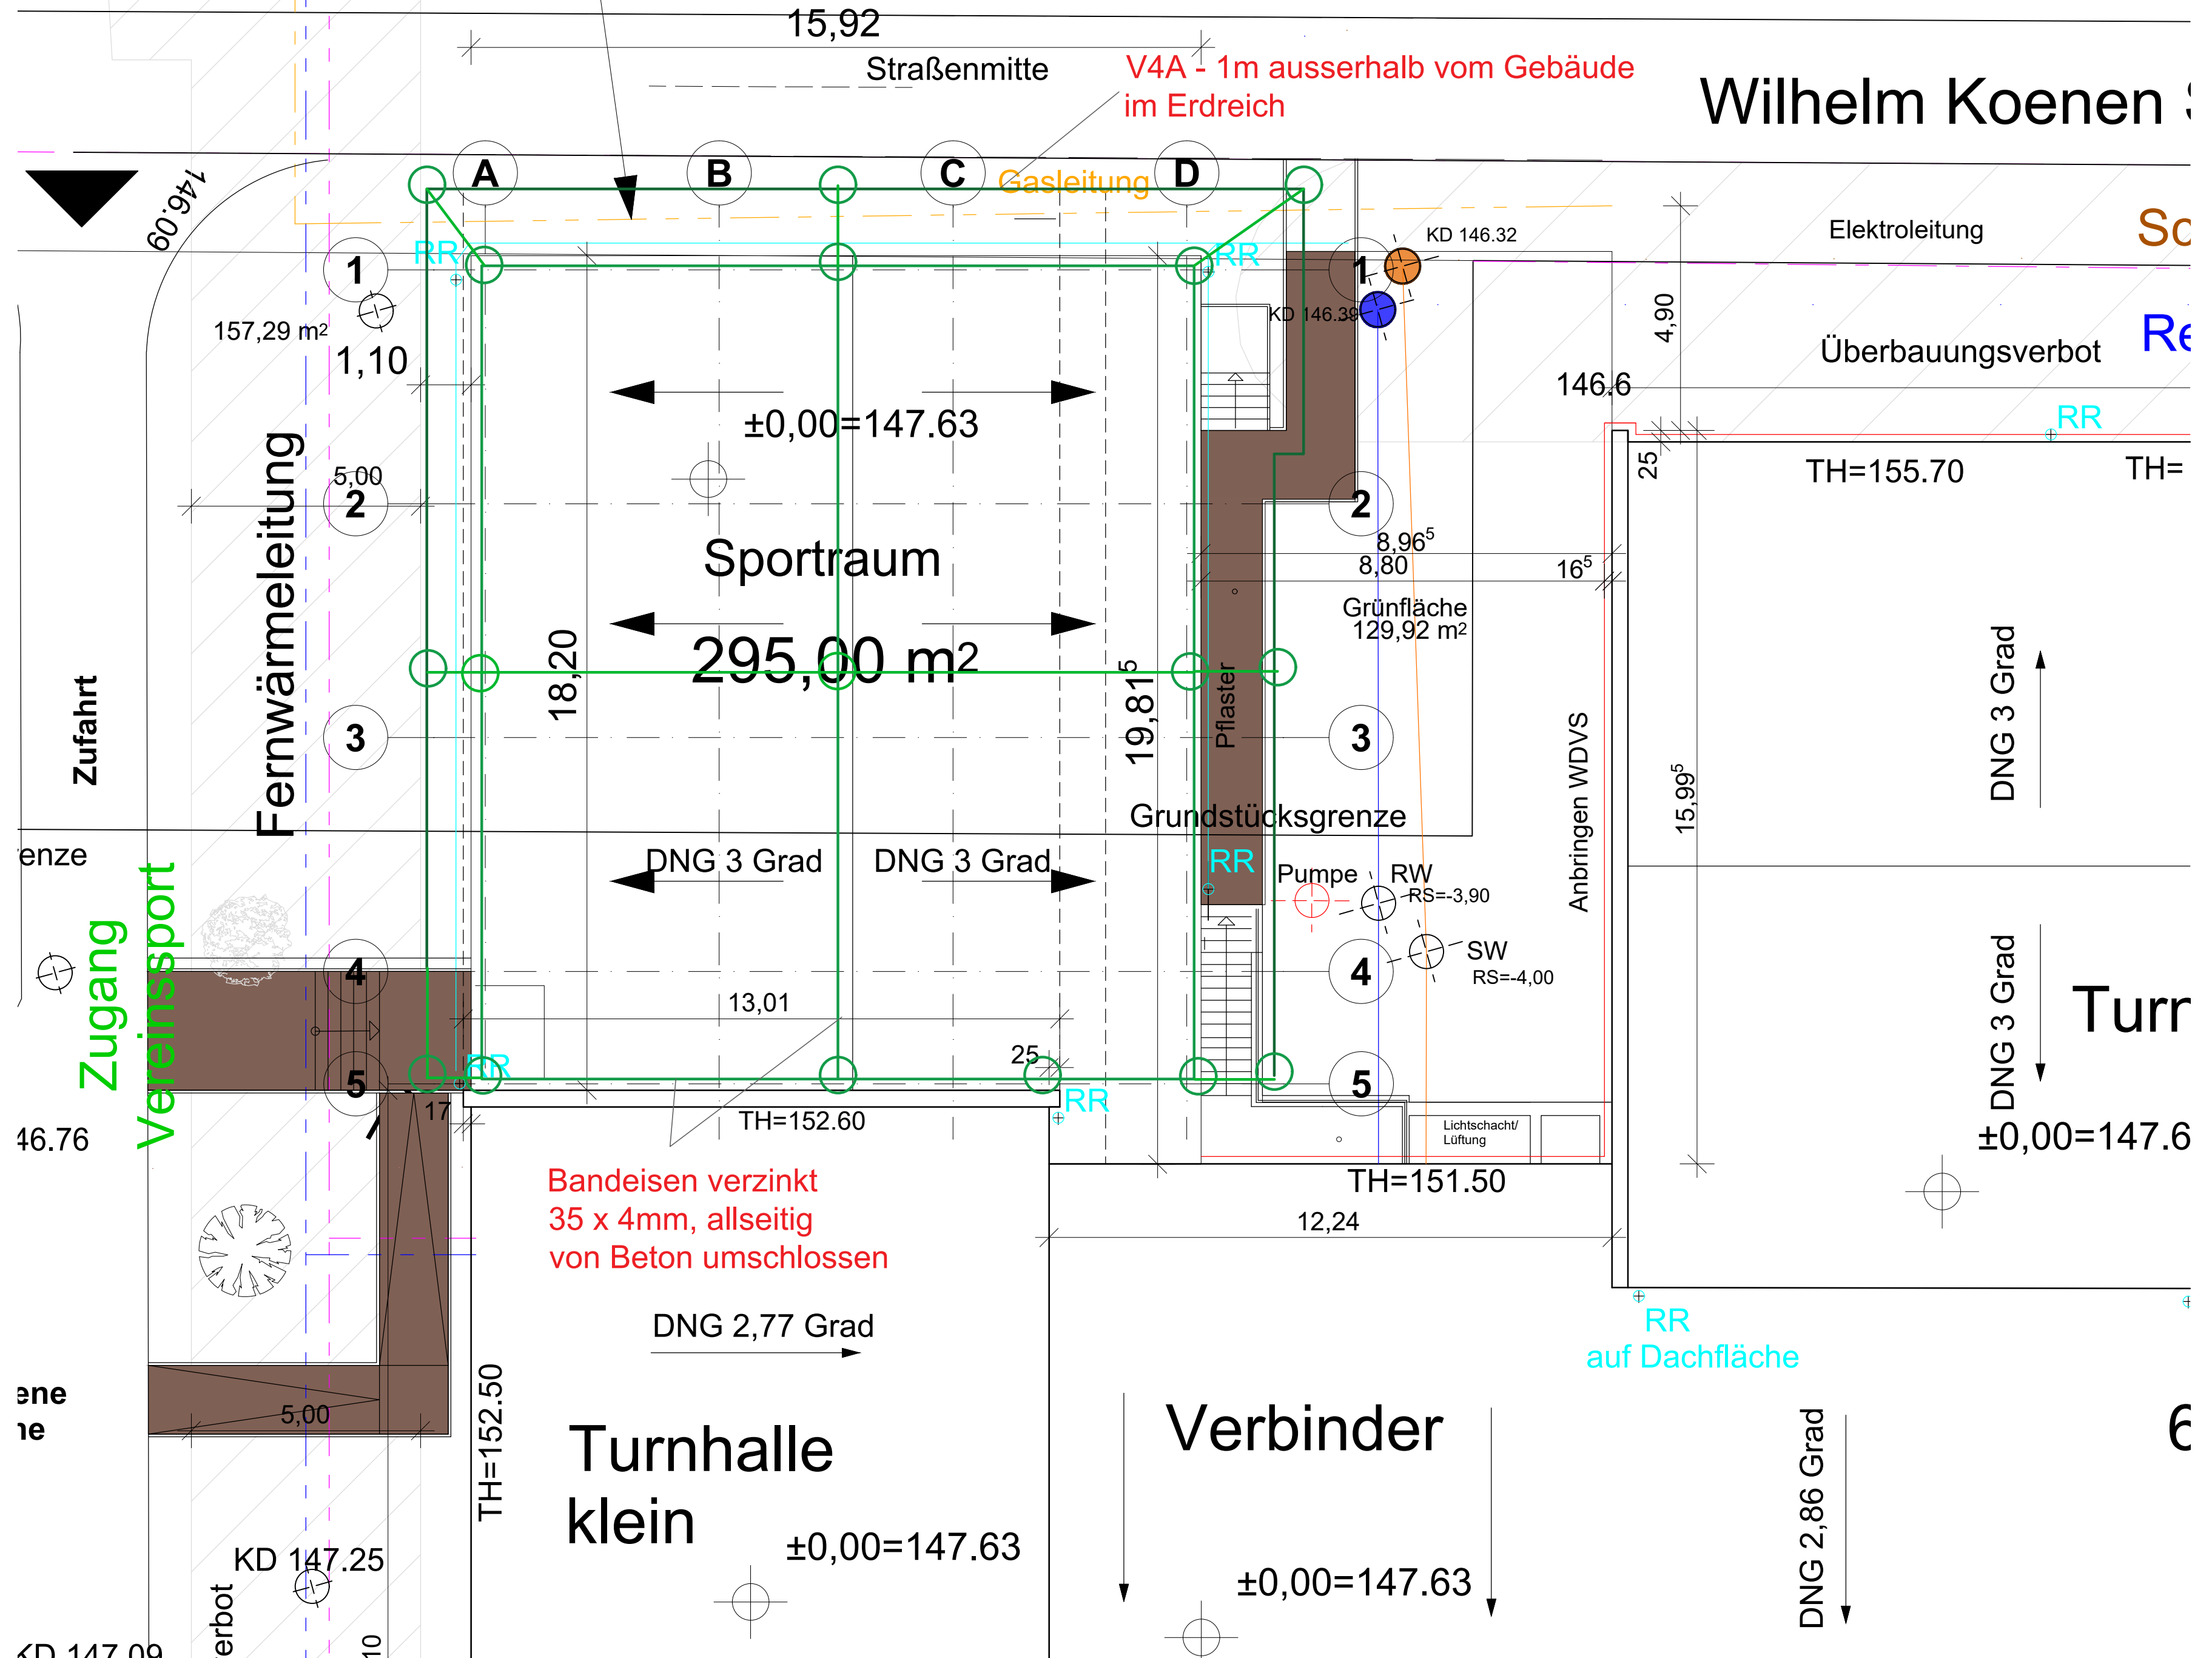 15,92
Straßenmitte
V4A - 1m ausserhalb vom Gebäude
im Erdreich
Wilhelm Koenen
146.09
A
B
C
D
Gasleitung
KD 146.32
Elektroleitung
RR
RR
1
1
KD 146.39
4,90
157,29 m²
1,10
Überbauungsverbot
146.6
RR
±0,00=147.63
25
TH=155.70
TH=
5,00
2
2
Fernwärmeleitung
Sportraum
8,96⁵
8,80
16⁵
Grünfläche
129,92 m²
295,00 m²
18,20
19,81⁵
Pflaster
DNG 3 Grad
Zufahrt
3
3
Anbringen WDVS
15,99⁵
Grundstücksgrenze
enze
DNG 3 Grad
DNG 3 Grad
RR
Pumpe
RW
RS=-3,90
Zugang
Vereinssport
SW
RS=-4,00
4
4
DNG 3 Grad
13,01
25
RR
5
5
RR
17
TH=152.60
Lichtschacht/
Lüftung
46.76
±0,00=147.6
TH=151.50
Bandeisen verzinkt
35 x 4mm, allseitig
von Beton umschlossen
12,24
DNG 2,77 Grad
RR
auf Dachfläche
5,00
TH=152.50
Turnhalle
klein
Verbinder
DNG 2,86 Grad
±0,00=147.63
±0,00=147.63
KD 147.25
erbot
10
KD 147.09